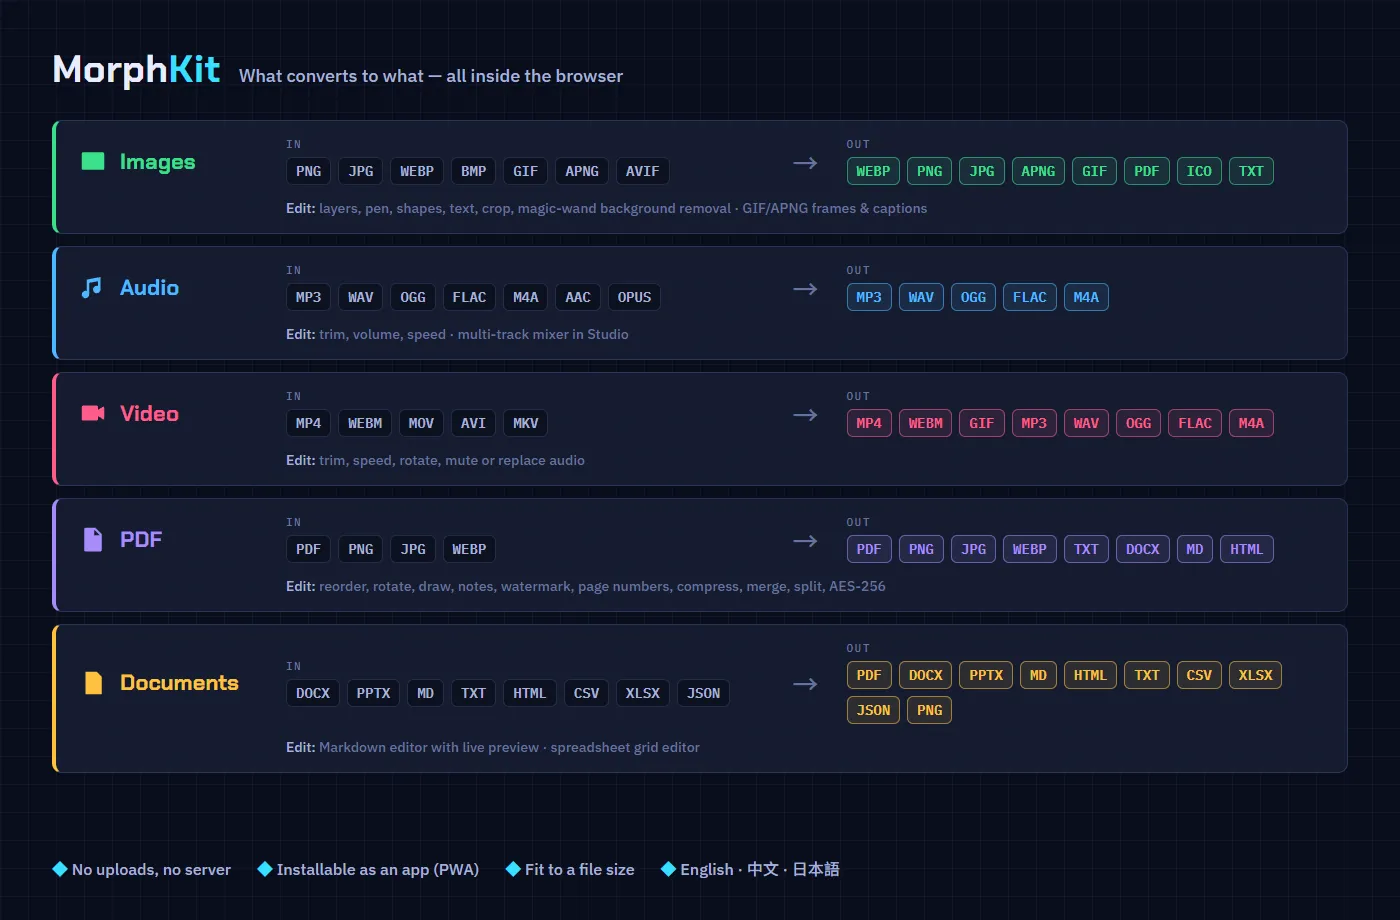 MorphKit What converts to what — all inside the browser
Images
IN
PNG JPG WEBP BMP GIF APNG AVIF
→
OUT
WEBP PNG JPG APNG GIF PDF ICO TXT
Edit: layers, pen, shapes, text, crop, magic-wand background removal · GIF/APNG frames & captions
Audio
IN
MP3 WAV OGG FLAC M4A AAC OPUS
→
OUT
MP3 WAV OGG FLAC M4A
Edit: trim, volume, speed · multi-track mixer in Studio
Video
IN
MP4 WEBM MOV AVI MKV
→
OUT
MP4 WEBM GIF MP3 WAV OGG FLAC M4A
Edit: trim, speed, rotate, mute or replace audio
PDF
IN
PDF PNG JPG WEBP
→
OUT
PDF PNG JPG WEBP TXT DOCX MD HTML
Edit: reorder, rotate, draw, notes, watermark, page numbers, compress, merge, split, AES-256
Documents
IN
DOCX PPTX MD TXT HTML CSV XLSX JSON
→
OUT
PDF DOCX PPTX MD HTML TXT CSV XLSX
JSON PNG
Edit: Markdown editor with live preview · spreadsheet grid editor
◆ No uploads, no server ◆ Installable as an app (PWA) ◆ Fit to a file size ◆ English · 中文 · 日本語